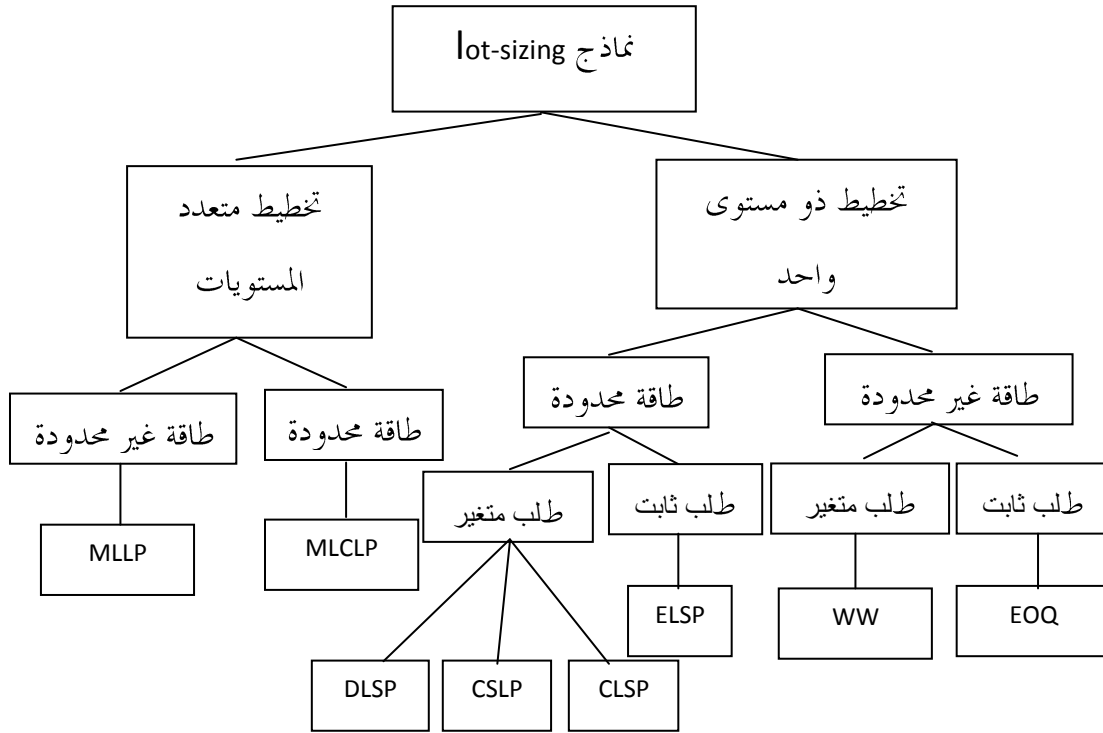 نماذج lot-sizing
تخطيط ذو مستوى
واحد
تخطيط متعدد
المستويات
طاقة غير محدودة
طاقة محدودة
طاقة محدودة
طاقة غير محدودة
طلب ثابت
طلب متغير
طلب ثابت
طلب متغير
MLCLP
MLLP
EOQ
WW
ELSP
CLSP
CSLP
DLSP